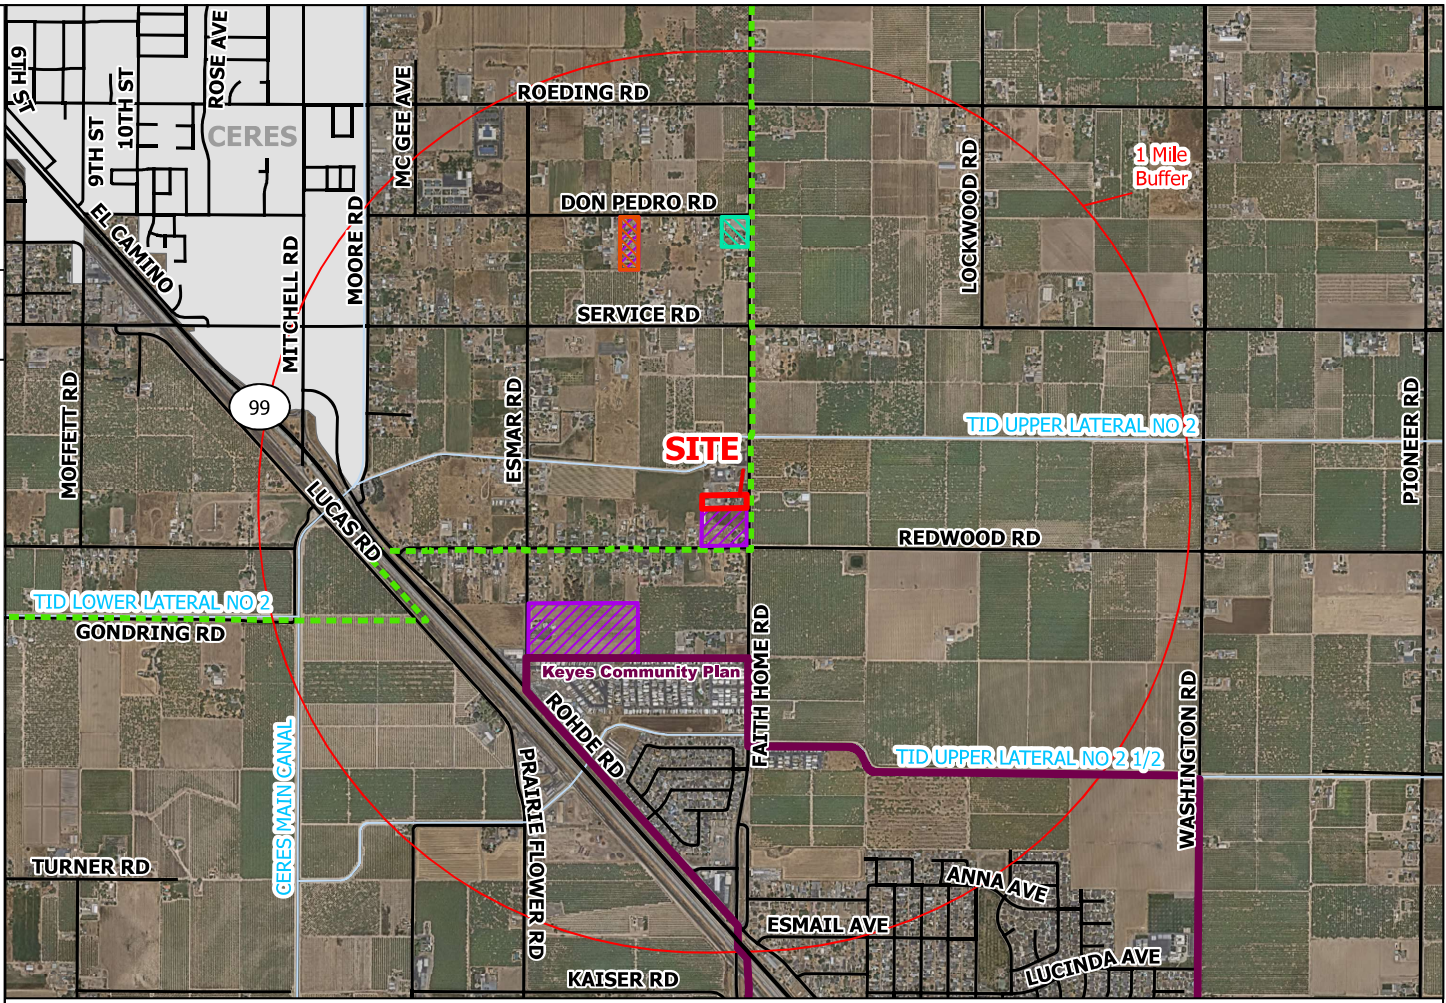 6TH ST
9TH ST
10TH ST
ROSE AVE
CERES
MC GEE AVE
ROEDING RD
1 Mile
Buffer
DON PEDRO RD
LOCKWOOD RD
EL CAMINO
MITCHELL RD
MOORE RD
SERVICE RD
99
MOFFETT RD
ESMAR RD
SITE
TID UPPER LATERAL NO 2
PIONEER RD
LUCAS RD
REDWOOD RD
TID LOWER LATERAL NO 2
GONDRING RD
Keyes Community Plan
FAITH HOME RD
ROHDE RD
WASHINGTON RD
CERES MAIN CANAL
PRAIRIE FLOWER RD
TID UPPER LATERAL NO 2 1/2
TURNER RD
ANNA AVE
ESMAIL AVE
LUCINDA AVE
KAISER RD